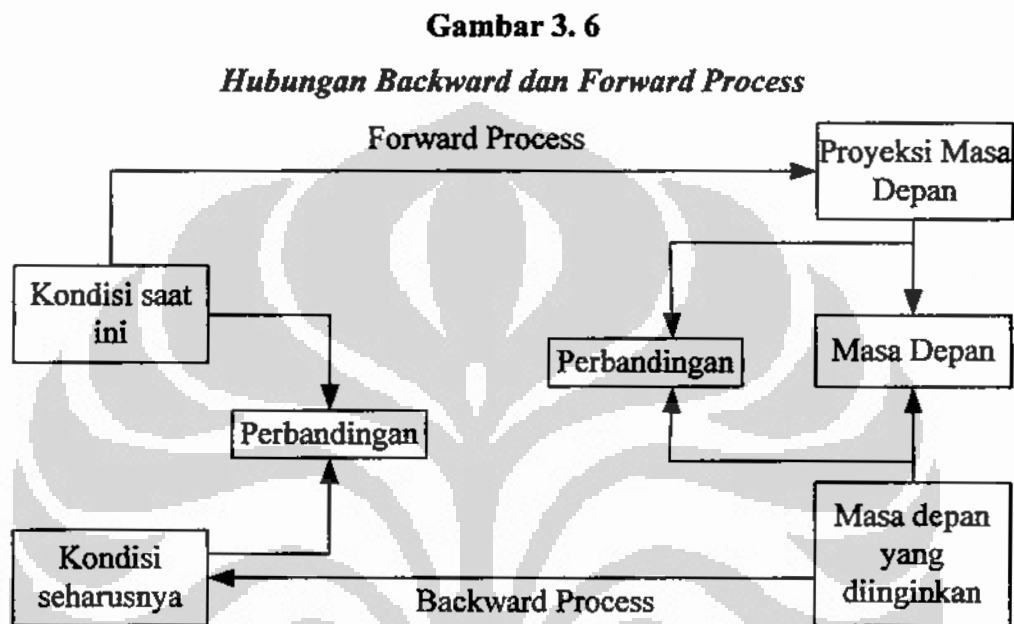 Gambar 3. 6
Hubungan Backward dan Forward Process
Forward Process
Proyeksi Masa
Depan
Kondisi saat
ini
Perbandingan
Masa Depan
Perbandingan
Masa depan
yang
diinginkan
Kondisi
seharusnya
Backward Process